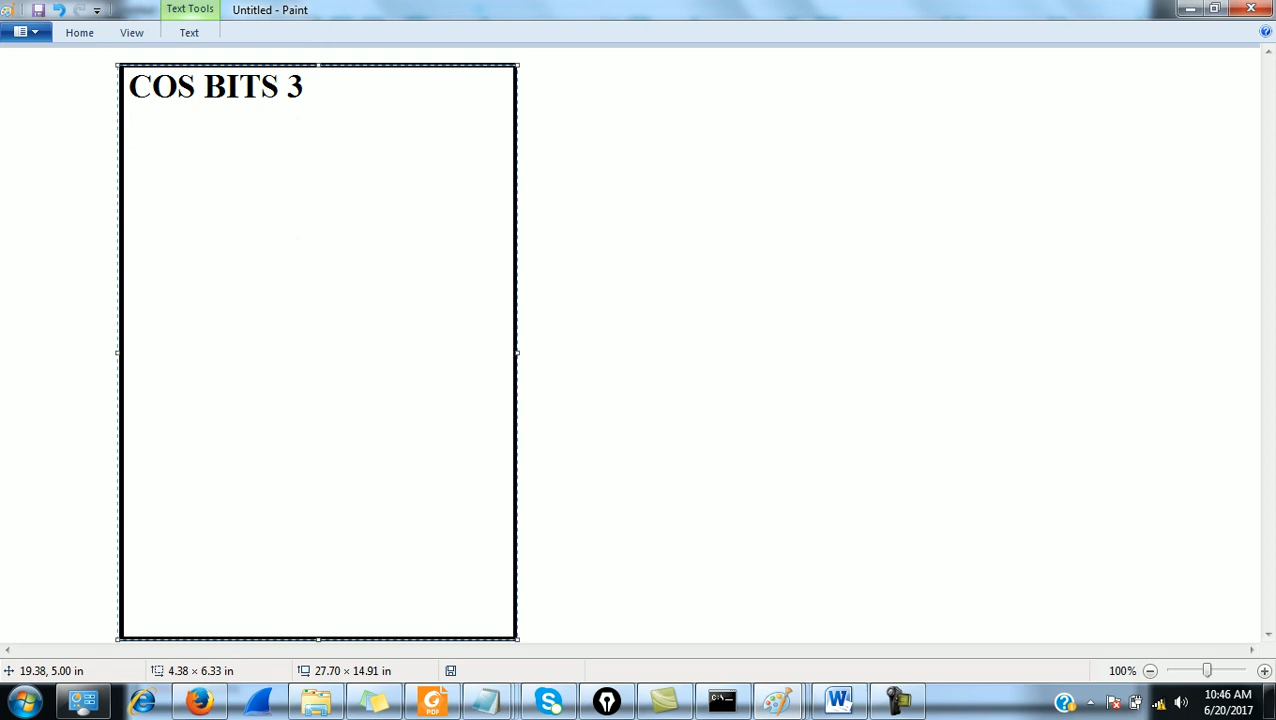 Text Tools
Untitled - Paint
Home View Text
COS BITS 3
19.38, 5.00 in
4.38 × 6.33 in
27.70 × 14.91 in
100%
PDF
C:\
10:46 AM
6/20/2017